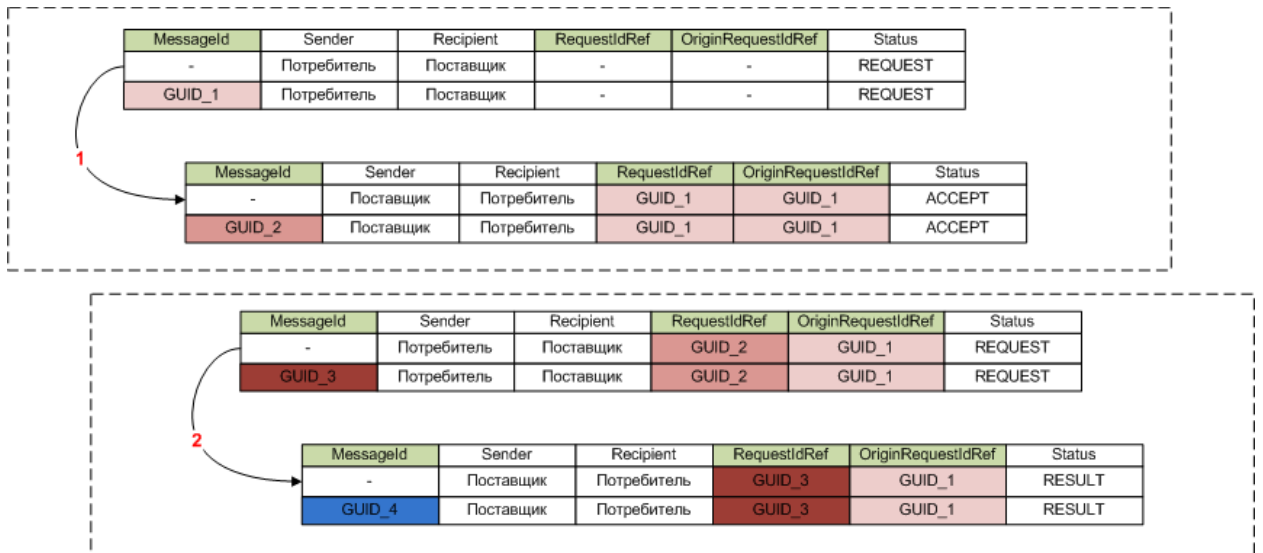 MessageId Sender Recipient RequestIdRef OriginRequestIdRef Status
- Потребитель Поставщик - - REQUEST
GUID_1 Потребитель Поставщик - - REQUEST
1
MessageId Sender Recipient RequestIdRef OriginRequestIdRef Status
- Поставщик Потребитель GUID_1 GUID_1 ACCEPT
GUID_2 Поставщик Потребитель GUID_1 GUID_1 ACCEPT
MessageId Sender Recipient RequestIdRef OriginRequestIdRef Status
- Потребитель Поставщик GUID_2 GUID_1 REQUEST
GUID_3 Потребитель Поставщик GUID_2 GUID_1 REQUEST
2
MessageId Sender Recipient RequestIdRef OriginRequestIdRef Status
- Поставщик Потребитель GUID_3 GUID_1 RESULT
GUID_4 Поставщик Потребитель GUID_3 GUID_1 RESULT